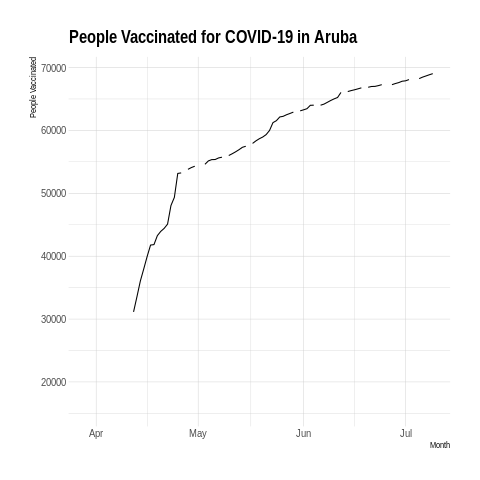 People Vaccinated for COVID-19 in Aruba
People Vaccinated
70000
60000
50000
40000
30000
20000
Apr May Jun Jul
Month